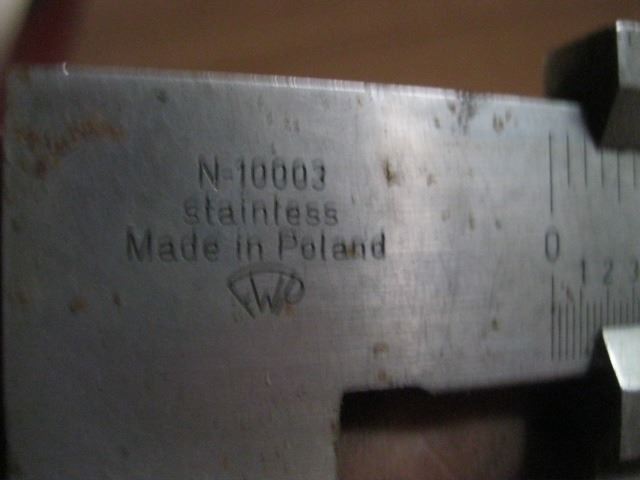 N-10003
stainless
Made in Poland
FWP
0
1 2 3